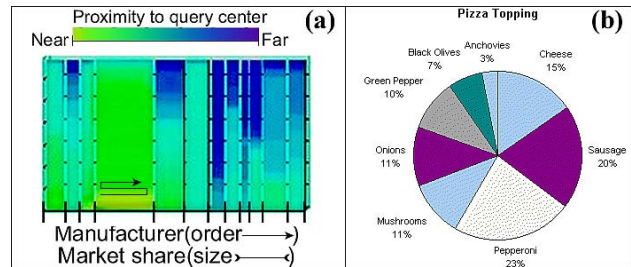 Proximity to query center
(a)
Near
Far
Manufacturer(order⟶)
Market share(size ›⟶‹)
Pizza Topping
(b)
Anchovies
3%
Cheese
15%
Black Olives
7%
Green Pepper
10%
Onions
11%
Sausage
20%
Mushrooms
11%
Pepperoni
23%